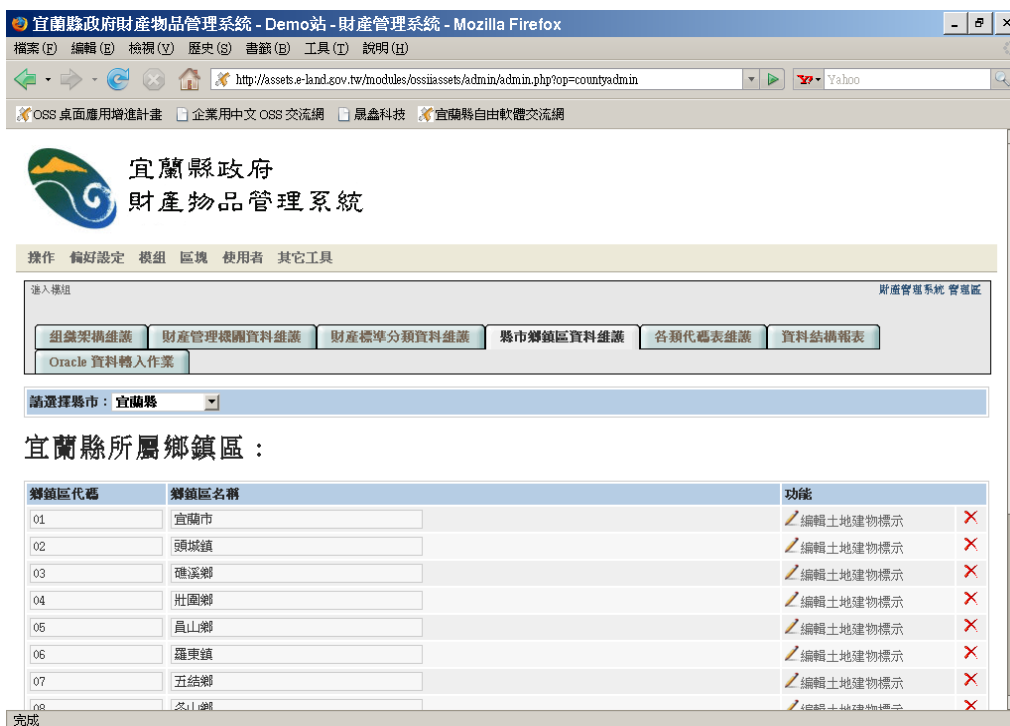 宜蘭縣政府財產物品管理系統 - Demo站 - 財產管理系統 - Mozilla Firefox
檔案(F) 編輯(E) 檢視(V) 歷史(S) 書籤(B) 工具(T) 說明(H)
http://assets.e-land.gov.tw/modules/ossiiassets/admin/admin.php?op=countyadmin Yahoo
OSS 桌面應用增進計畫 企業用中文 OSS 交流網 晟鑫科技 宜蘭縣自由軟體交流網
宜蘭縣政府
財產物品管理系統
操作 偏好設定 模組 區塊 使用者 其它工具
進入模組 財產管理系統 管理區
組織架構維護 財產管理機關資料維護 財產標準分類資料維護 縣市鄉鎮區資料維護 各類代碼表維護 資料結構報表
Oracle 資料轉入作業
請選擇縣市：宜蘭縣
宜蘭縣所屬鄉鎮區：
鄉鎮區代碼 鄉鎮區名稱 功能
01 宜蘭市 編輯土地建物標示
02 頭城鎮 編輯土地建物標示
03 礁溪鄉 編輯土地建物標示
04 壯圍鄉 編輯土地建物標示
05 員山鄉 編輯土地建物標示
06 羅東鎮 編輯土地建物標示
07 五結鄉 編輯土地建物標示
08 冬山鄉 編輯土地建物標示
完成